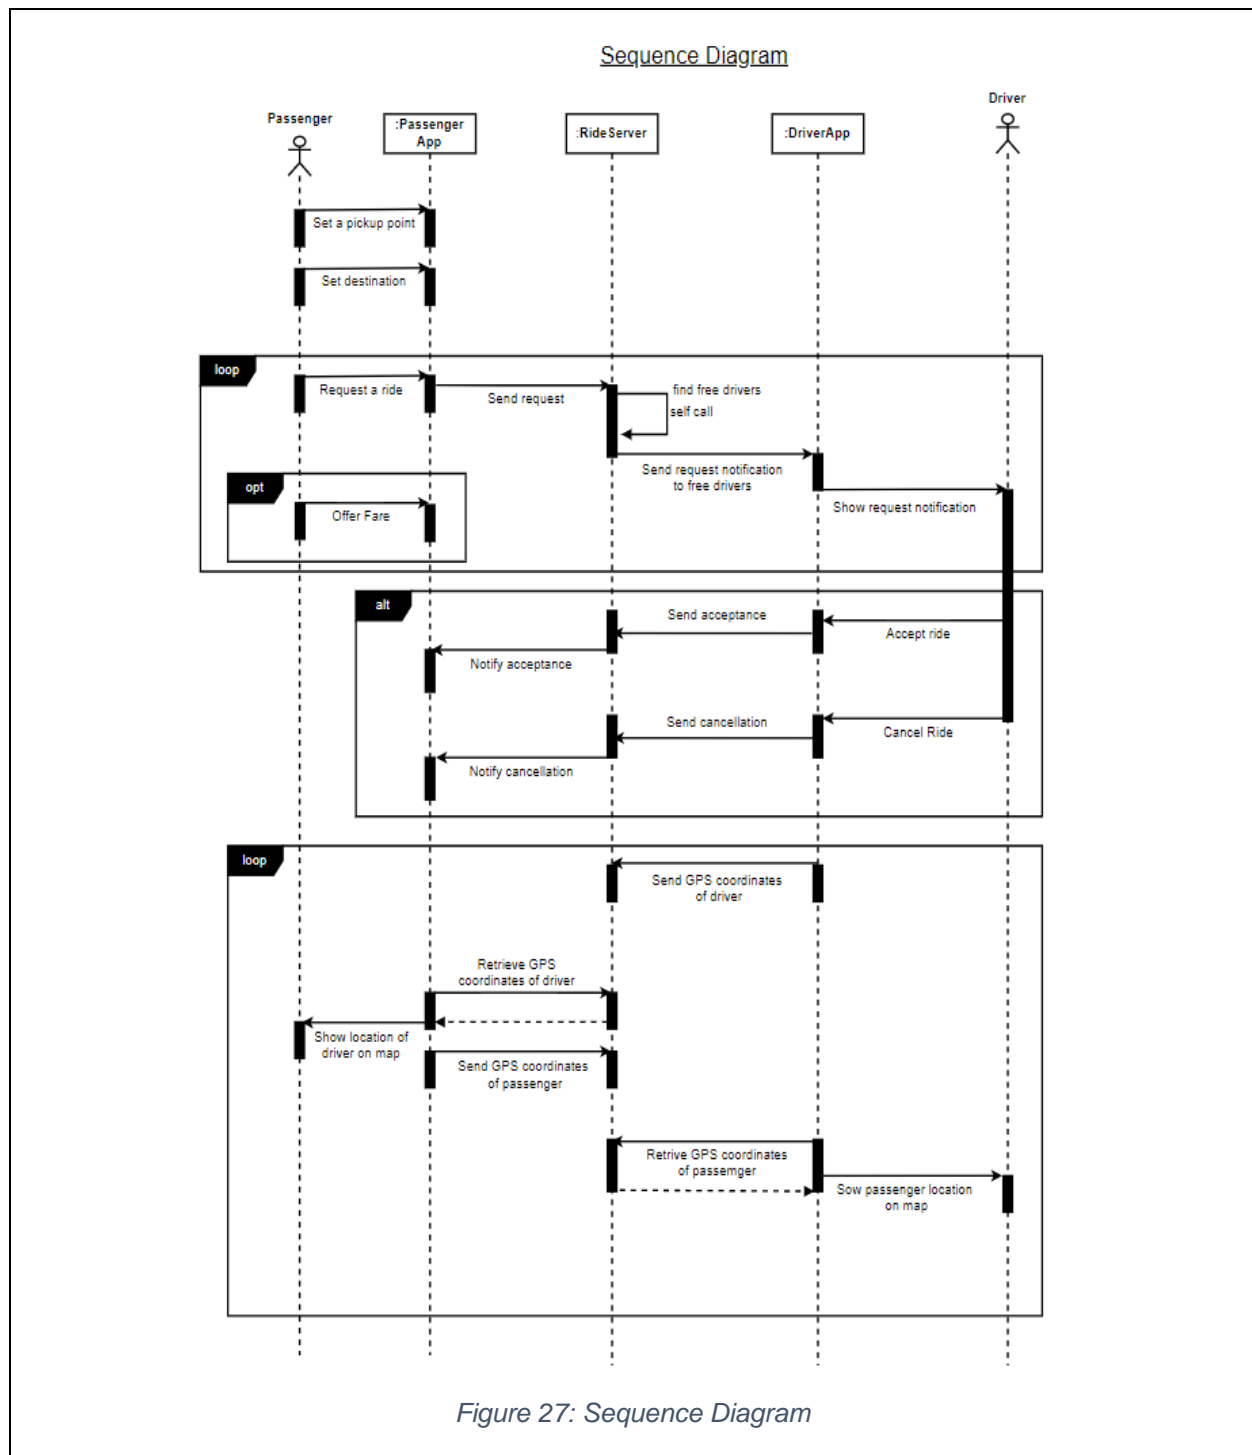 Sequence Diagram
Passenger
:Passenger
App
:RideServer
:DriverApp
Driver
Set a pickup point
Set destination
loop
Request a ride
Send request
find free drivers
self call
Send request notification
to free drivers
Show request notification
opt
Offer Fare
alt
Send acceptance
Accept ride
Notify acceptance
Send cancellation
Cancel Ride
Notify cancellation
loop
Send GPS coordinates
of driver
Retrieve GPS
coordinates of driver
Show location of
driver on map
Send GPS coordinates
of passenger
Retrive GPS coordinates
of passemger
Sow passenger location
on map
Figure 27: Sequence Diagram